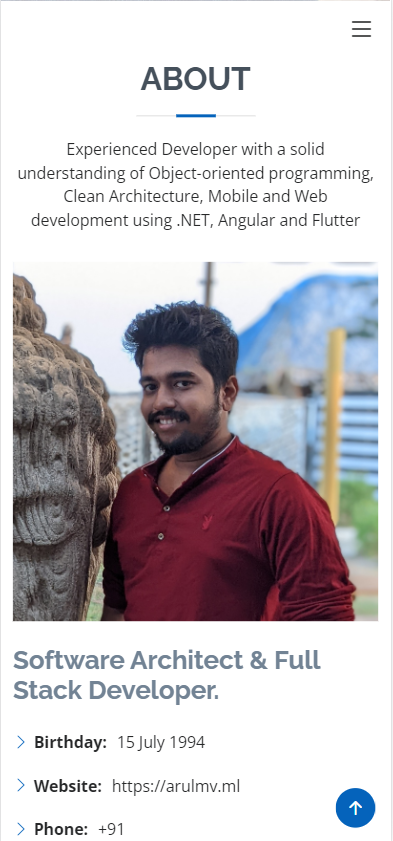 ABOUT
Experienced Developer with a solid
understanding of Object-oriented programming,
Clean Architecture, Mobile and Web
development using .NET, Angular and Flutter
Software Architect & Full
Stack Developer.
Birthday: 15 July 1994
Website: https://arulmv.ml
Phone: +91